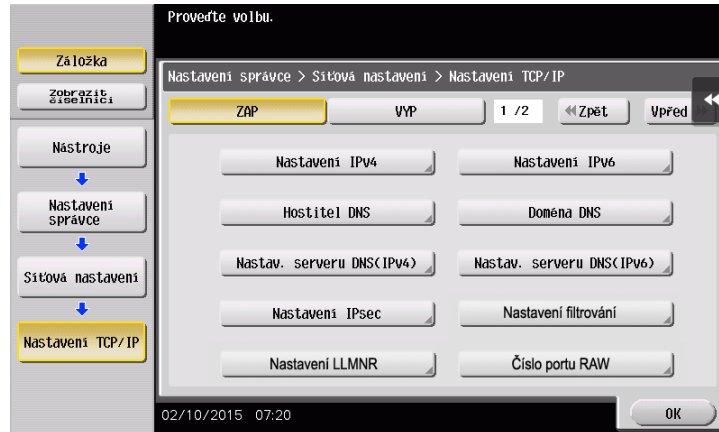 Proveďte volbu.
Záložka
Zobrazit
číselnici
Nástroje
Nastavení
správce
Síťová nastavení
Nastavení TCP/IP
Nastavení správce > Síťová nastavení > Nastavení TCP/IP
ZAP VYP 1 /2 Zpět Vpřed
Nastavení IPv4 Nastavení IPv6
Hostitel DNS Doména DNS
Nastav. serveru DNS(IPv4) Nastav. serveru DNS(IPv6)
Nastavení IPsec Nastavení filtrování
Nastavení LLMNR Číslo portu RAW
02/10/2015 07:20 OK